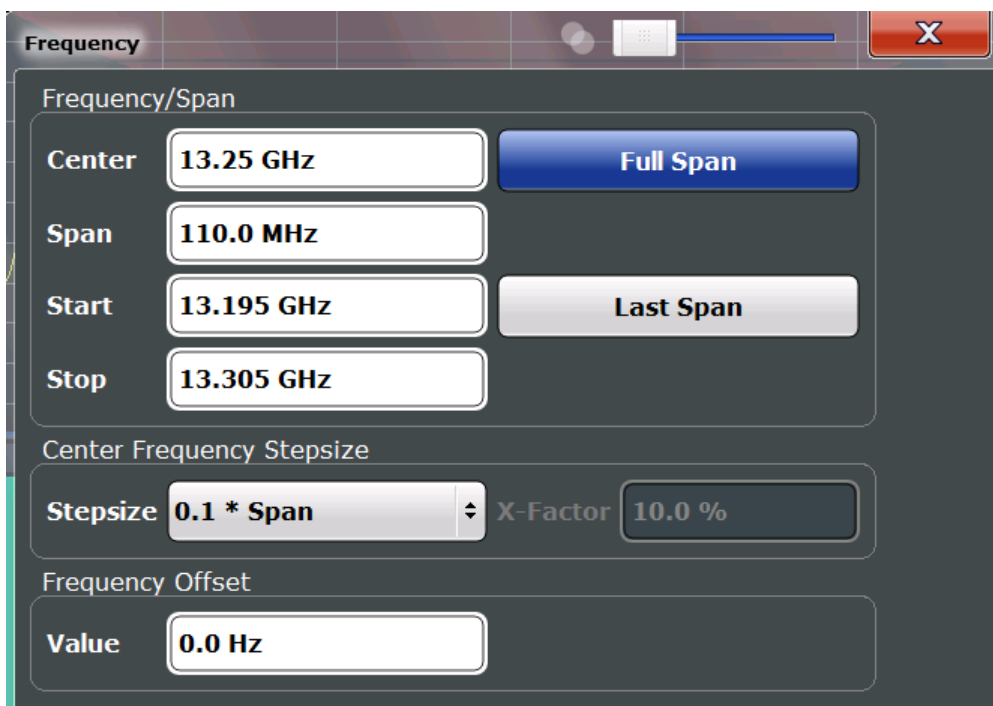 Frequency
X
Frequency/Span
Center 13.25 GHz Full Span
Span 110.0 MHz
Start 13.195 GHz Last Span
Stop 13.305 GHz
Center Frequency Stepsize
Stepsize 0.1 * Span X-Factor 10.0 %
Frequency Offset
Value 0.0 Hz